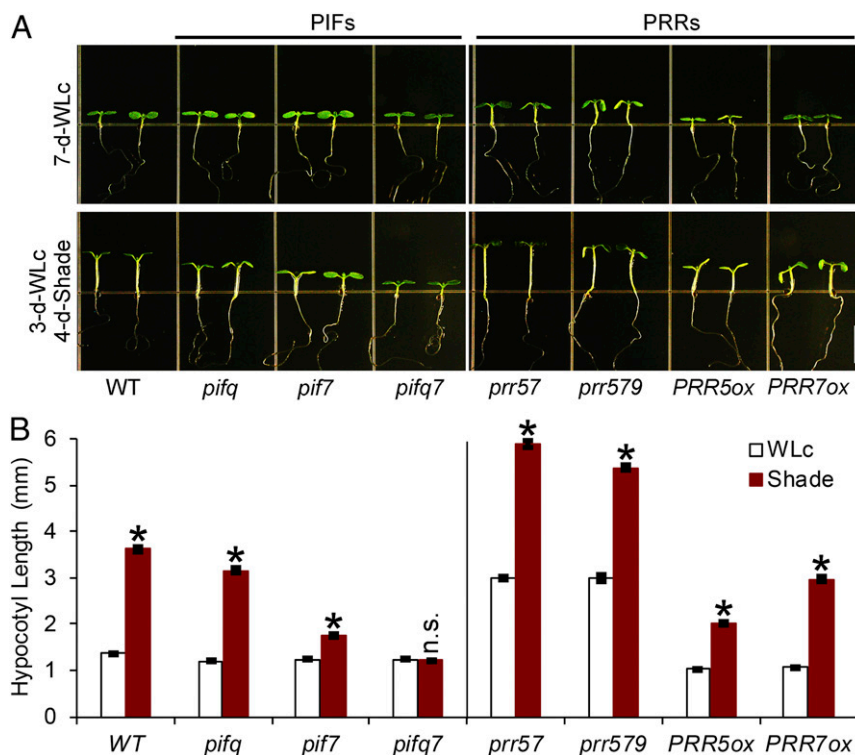 A
PIFs PRRs
7-d-WLc
3-d-WLc
4-d-Shade
WT pifq pif7 pifq7 prr57 prr579 PRR5ox PRR7ox
B
Hypocotyl Length (mm)
6
5
4
3
2
1
0
* * * n.s. * * * *
WLc
Shade
WT pifq pif7 pifq7 prr57 prr579 PRR5ox PRR7ox